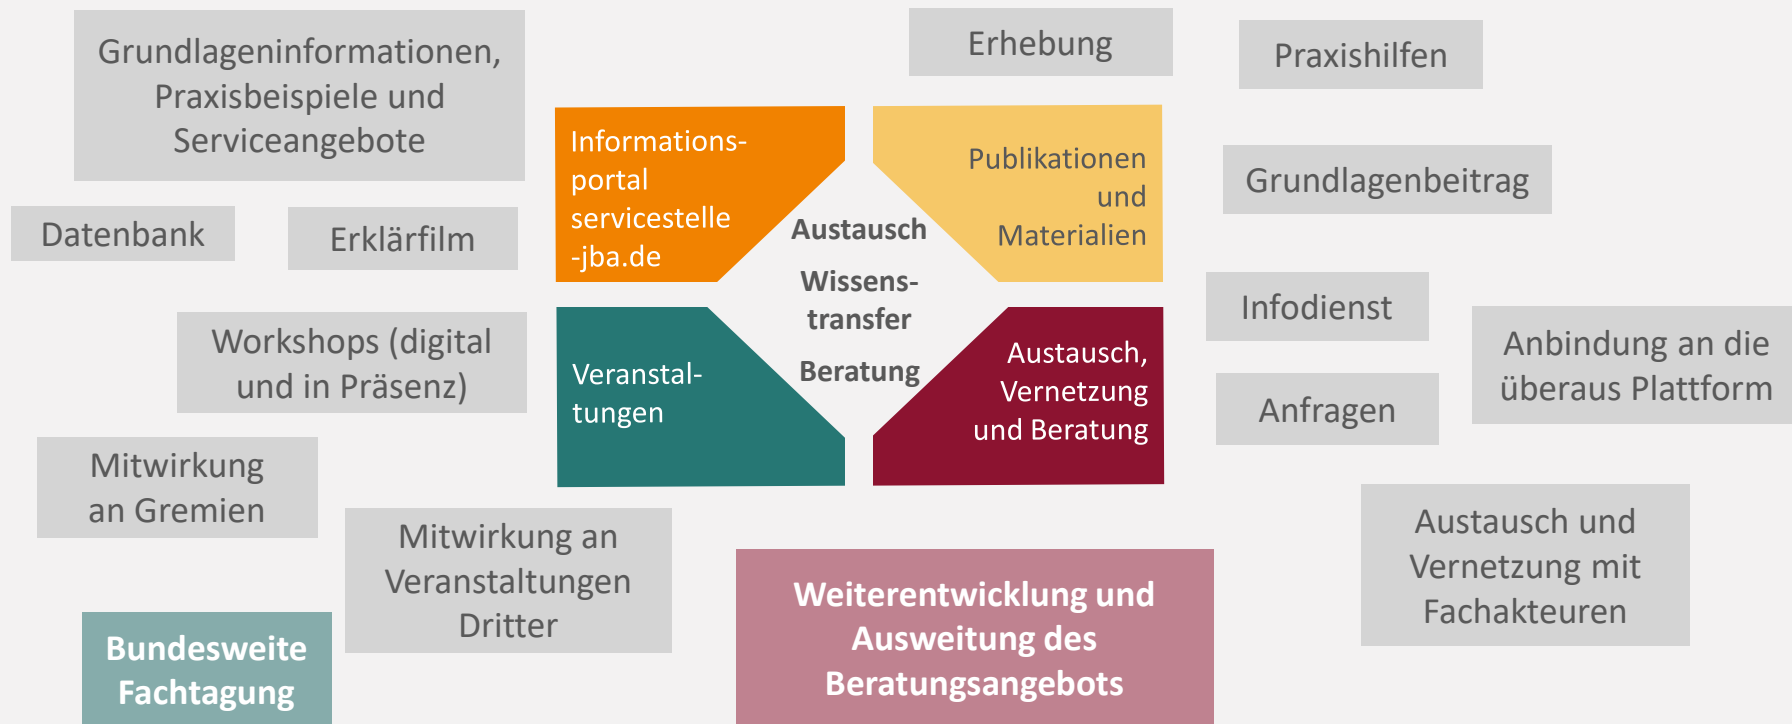 Grundlageninformationen,
Praxisbeispiele und
Serviceangebote
Erhebung
Praxishilfen
Informations-
portal
servicestelle
-jba.de
Publikationen
und
Materialien
Grundlagenbeitrag
Datenbank
Erklärfilm
Austausch
Wissens-
transfer
Beratung
Infodienst
Workshops (digital
und in Präsenz)
Veranstal-
tungen
Austausch,
Vernetzung
und Beratung
Anbindung an die
überaus Plattform
Anfragen
Mitwirkung
an Gremien
Mitwirkung an
Veranstaltungen
Dritter
Austausch und
Vernetzung mit
Fachakteuren
Bundesweite
Fachtagung
Weiterentwicklung und
Ausweitung des
Beratungsangebots